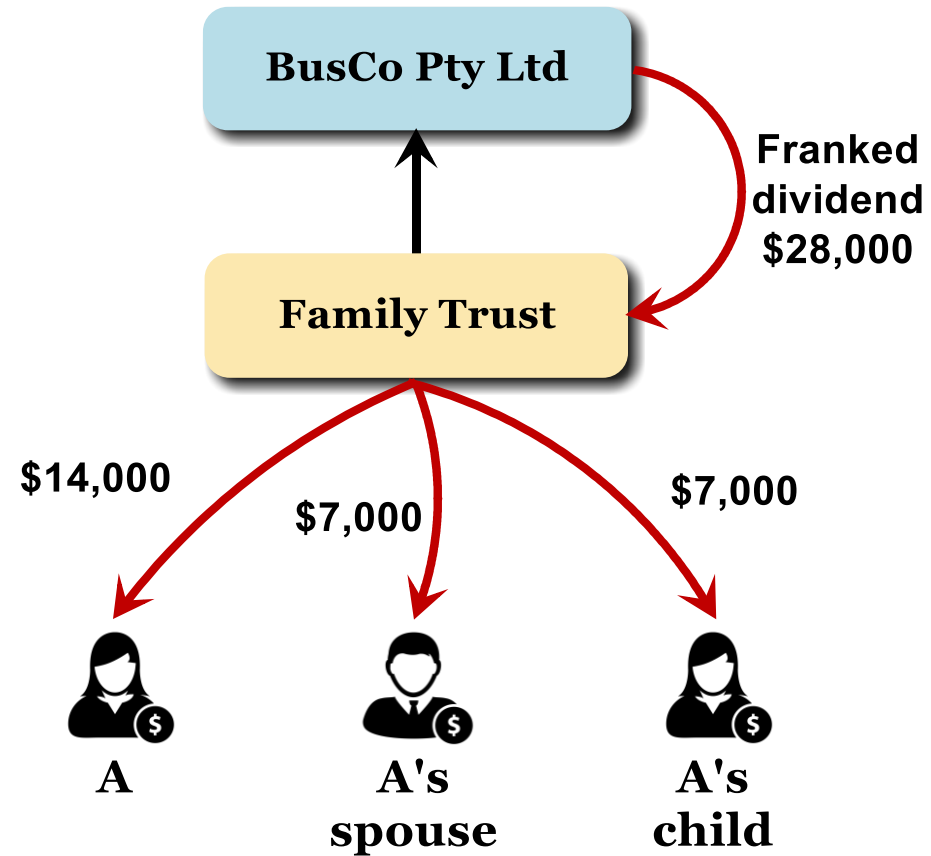 BusCo Pty Ltd
Franked
dividend
$28,000
Family Trust
$14,000
$7,000
$7,000
$
$
$
A
A's
spouse
A's
child